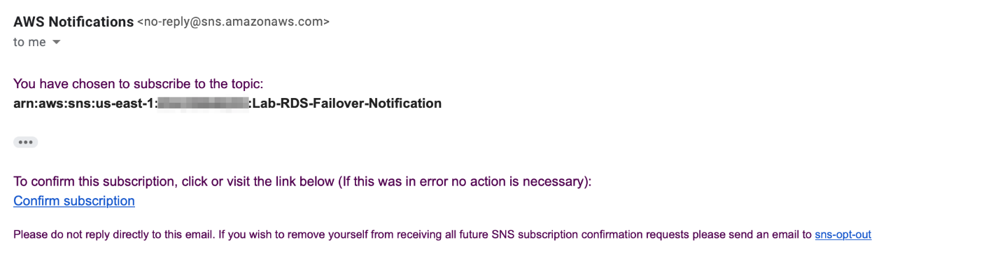 AWS Notifications <no-reply@sns.amazonaws.com>
to me
You have chosen to subscribe to the topic:
arn:aws:sns:us-east-1::Lab-RDS-Failover-Notification
To confirm this subscription, click or visit the link below (If this was in error no action is necessary):
Confirm subscription
Please do not reply directly to this email. If you wish to remove yourself from receiving all future SNS subscription confirmation requests please send an email to sns-opt-out